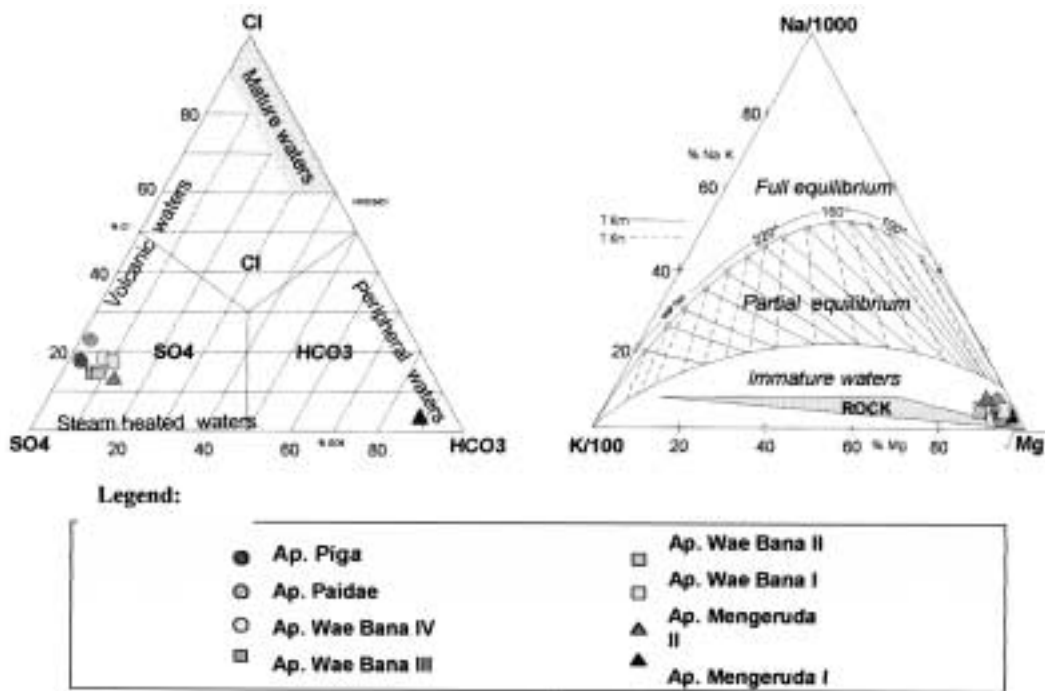 Cl
Mature waters
80
60
Volcanic waters
Cl
40
Peripheral waters
20
SO4
HCO3
Steam heated waters
SO4
20
40
60
80
HCO3
Na/1000
80
% Na K
60
Full equilibrium
160
100°
220°
T Km
T Kn
40
Partial equilibrium
20
Immature waters
ROCK
K/100
20
40
60
% Mg
Mg
Legend:
Ap. Piga
Ap. Paidae
Ap. Wae Bana IV
Ap. Wae Bana III
Ap. Wae Bana II
Ap. Wae Bana I
Ap. Mengeruda
II
Ap. Mengeruda I